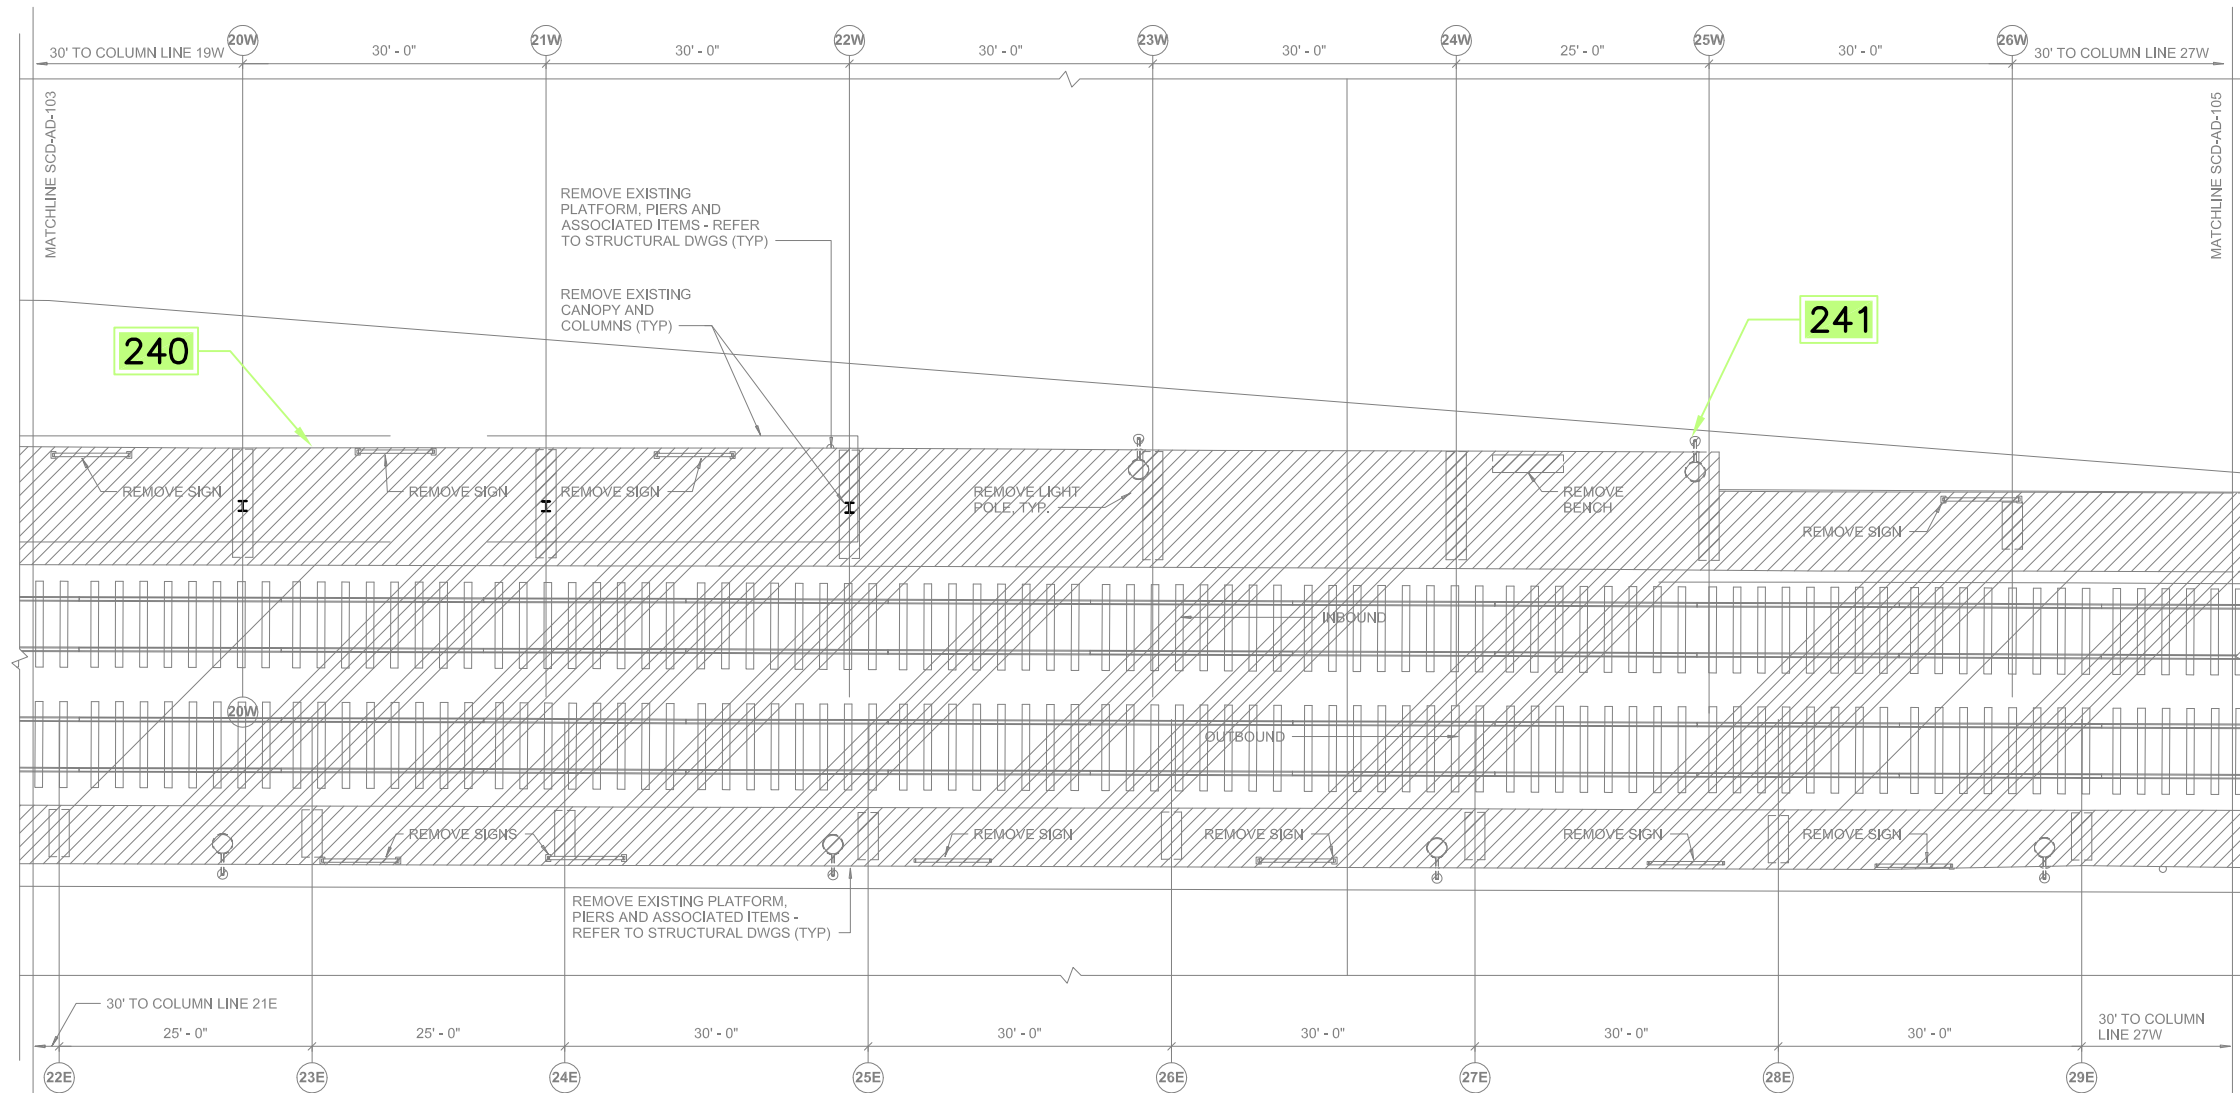 20W
21W
22W
23W
24W
25W
26W
30' TO COLUMN LINE 19W
30' - 0"
30' - 0"
30' - 0"
30' - 0"
25' - 0"
30' - 0"
30' TO COLUMN LINE 27W
MATCHLINE SCD-AD-103
MATCHLINE SCD-AD-105
REMOVE EXISTING
PLATFORM, PIERS AND
ASSOCIATED ITEMS - REFER
TO STRUCTURAL DWGS (TYP)
REMOVE EXISTING
CANOPY AND
COLUMNS (TYP)
240
241
REMOVE SIGN
REMOVE SIGN
REMOVE SIGN
REMOVE LIGHT
POLE, TYP.
REMOVE
BENCH
REMOVE SIGN
INBOUND
20W
OUTBOUND
REMOVE SIGNS
REMOVE SIGN
REMOVE SIGN
REMOVE SIGN
REMOVE SIGN
REMOVE EXISTING PLATFORM,
PIERS AND ASSOCIATED ITEMS -
REFER TO STRUCTURAL DWGS (TYP)
30' TO COLUMN LINE 21E
25' - 0"
25' - 0"
30' - 0"
30' - 0"
30' - 0"
30' - 0"
30' - 0"
30' TO COLUMN
LINE 27W
22E
23E
24E
25E
26E
27E
28E
29E